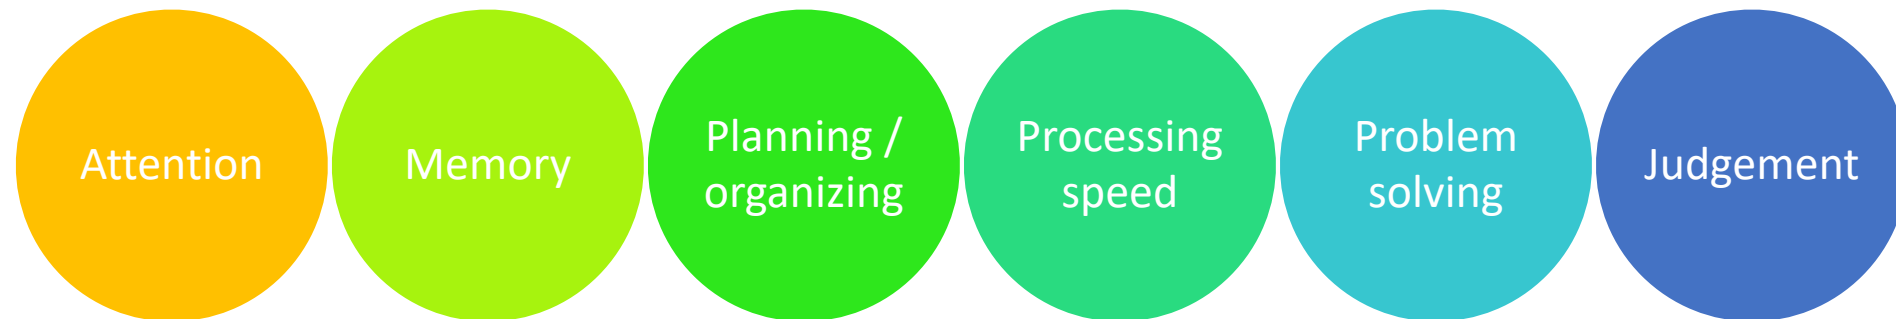 Attention
Memory
Planning /
organizing
Processing
speed
Problem
solving
Judgement